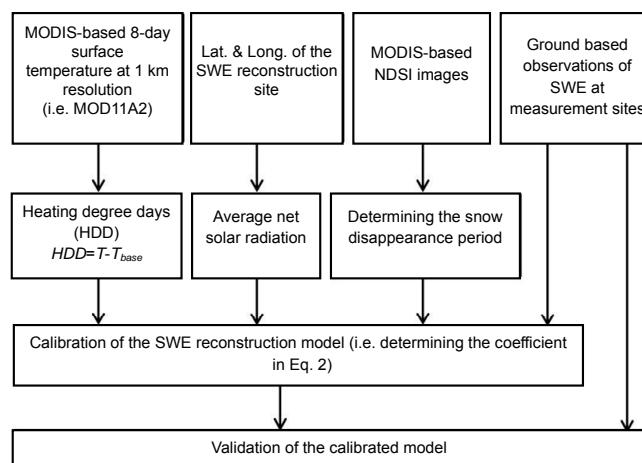 MODIS-based 8-day
surface
temperature at 1 km
resolution
(i.e. MOD11A2)
Lat. & Long. of the
SWE reconstruction
site
MODIS-based
NDSI images
Ground based
observations of
SWE at
measurement sites
Heating degree days
(HDD)
HDD=T-Tbase
Average net
solar radiation
Determining the snow
disappearance period
Calibration of the SWE reconstruction model (i.e. determining the coefficient
in Eq. 2)
Validation of the calibrated model